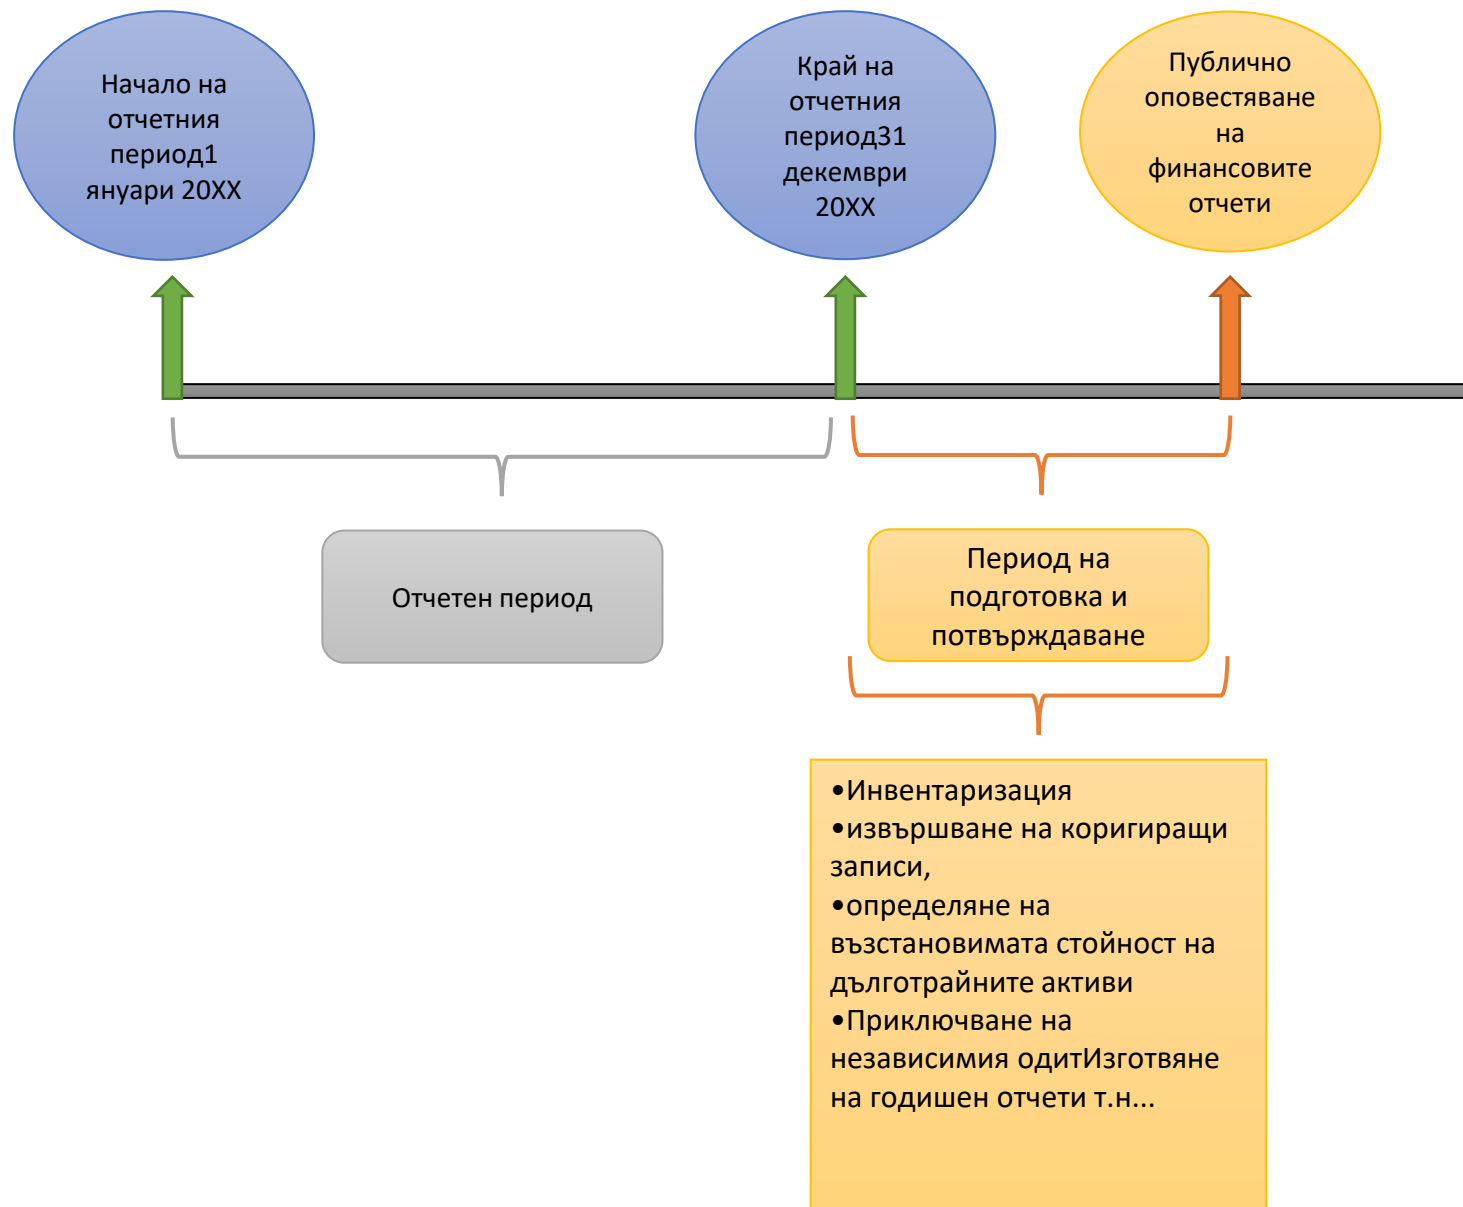 Начало на
отчетния
период1
януари 20XX
Край на
отчетния
период31
декември
20XX
Публично
оповестяване
на
финансовите
отчети
Отчетен период
Период на
подготовка и
потвърждаване
•Инвентаризация
•извършване на коригиращи
записи,
•определяне на
възстановимата стойност на
дълготрайните активи
•Приключване на
независимия одитИзготвяне
на годишен отчети т.н...